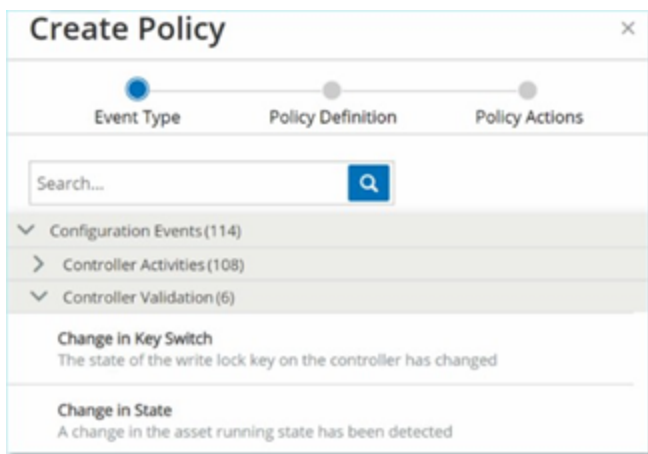 Create Policy
Event Type Policy Definition Policy Actions
Search...
Configuration Events (114)
Controller Activities (108)
Controller Validation (6)
Change in Key Switch
The state of the write lock key on the controller has changed
Change in State
A change in the asset running state has been detected